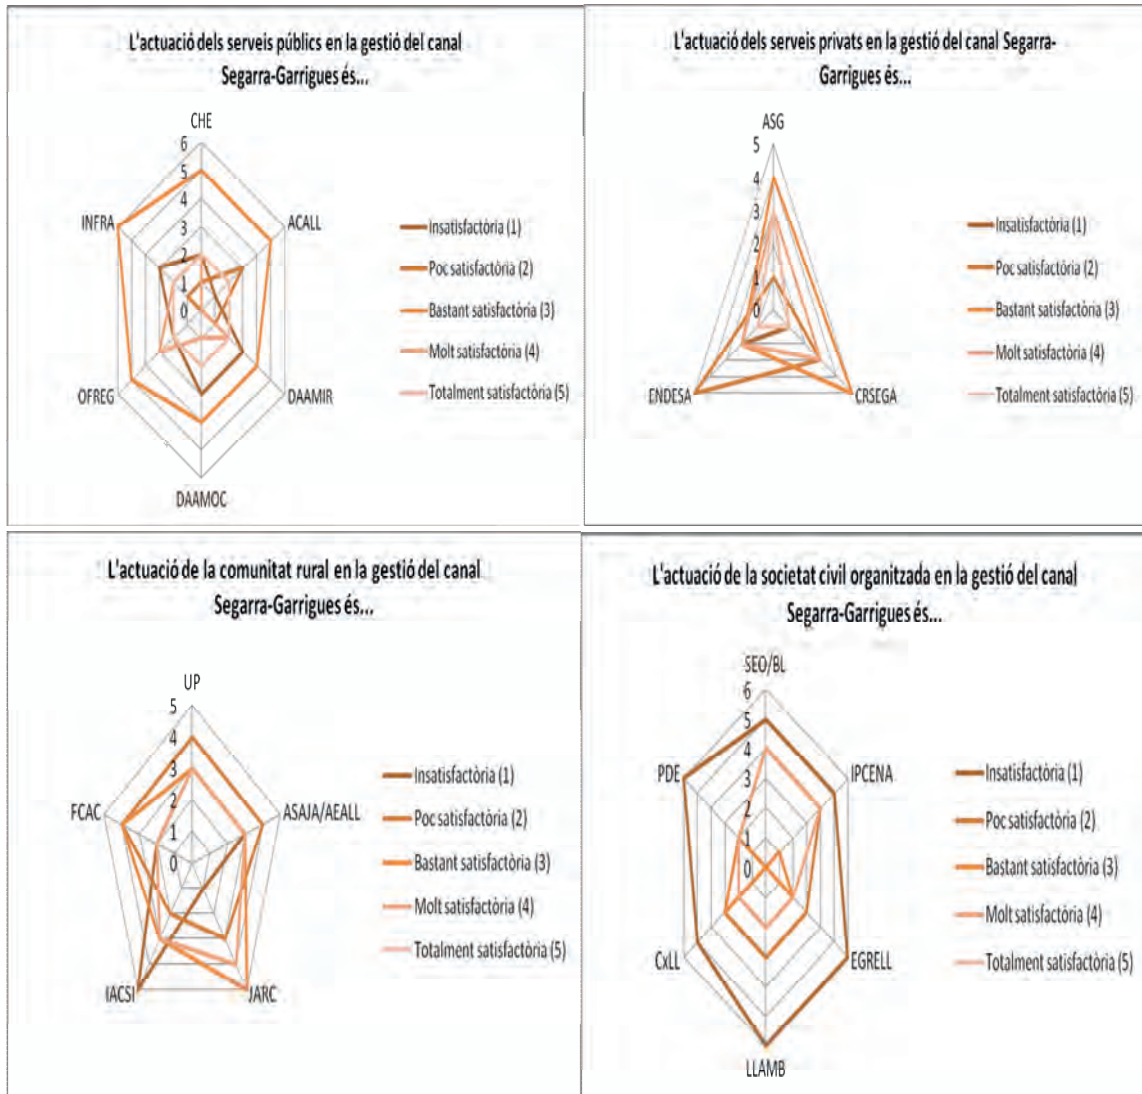 L'actuació dels serveis públics en la gestió del canal
Segarra-Garrigues és...
CHE
6
5
4
3
2
1
0
INFRA
ACALL
OFREG
DAAMIR
DAAMOC
Insatisfactòria (1)
Poc satisfactòria (2)
Bastant satisfactòria (3)
Molt satisfactòria (4)
Totalment satisfactòria (5)
L'actuació dels serveis privats en la gestió del canal Segarra-
Garrigues és...
ASG
5
4
3
2
1
0
ENDESA
CRSEGA
Insatisfactòria (1)
Poc satisfactòria (2)
Bastant satisfactòria (3)
Molt satisfactòria (4)
Totalment satisfactòria (5)
L'actuació de la comunitat rural en la gestió del canal
Segarra-Garrigues és...
UP
5
4
3
2
1
0
FCAC
ASAJA/AEALL
IACSI
JARC
Insatisfactòria (1)
Poc satisfactòria (2)
Bastant satisfactòria (3)
Molt satisfactòria (4)
Totalment satisfactòria (5)
L'actuació de la societat civil organitzada en la gestió del canal
Segarra-Garrigues és...
SEO/BL
6
5
4
3
2
1
0
PDE
IPCENA
CxLL
EGRELL
LLAMB
Insatisfactòria (1)
Poc satisfactòria (2)
Bastant satisfactòria (3)
Molt satisfactòria (4)
Totalment satisfactòria (5)